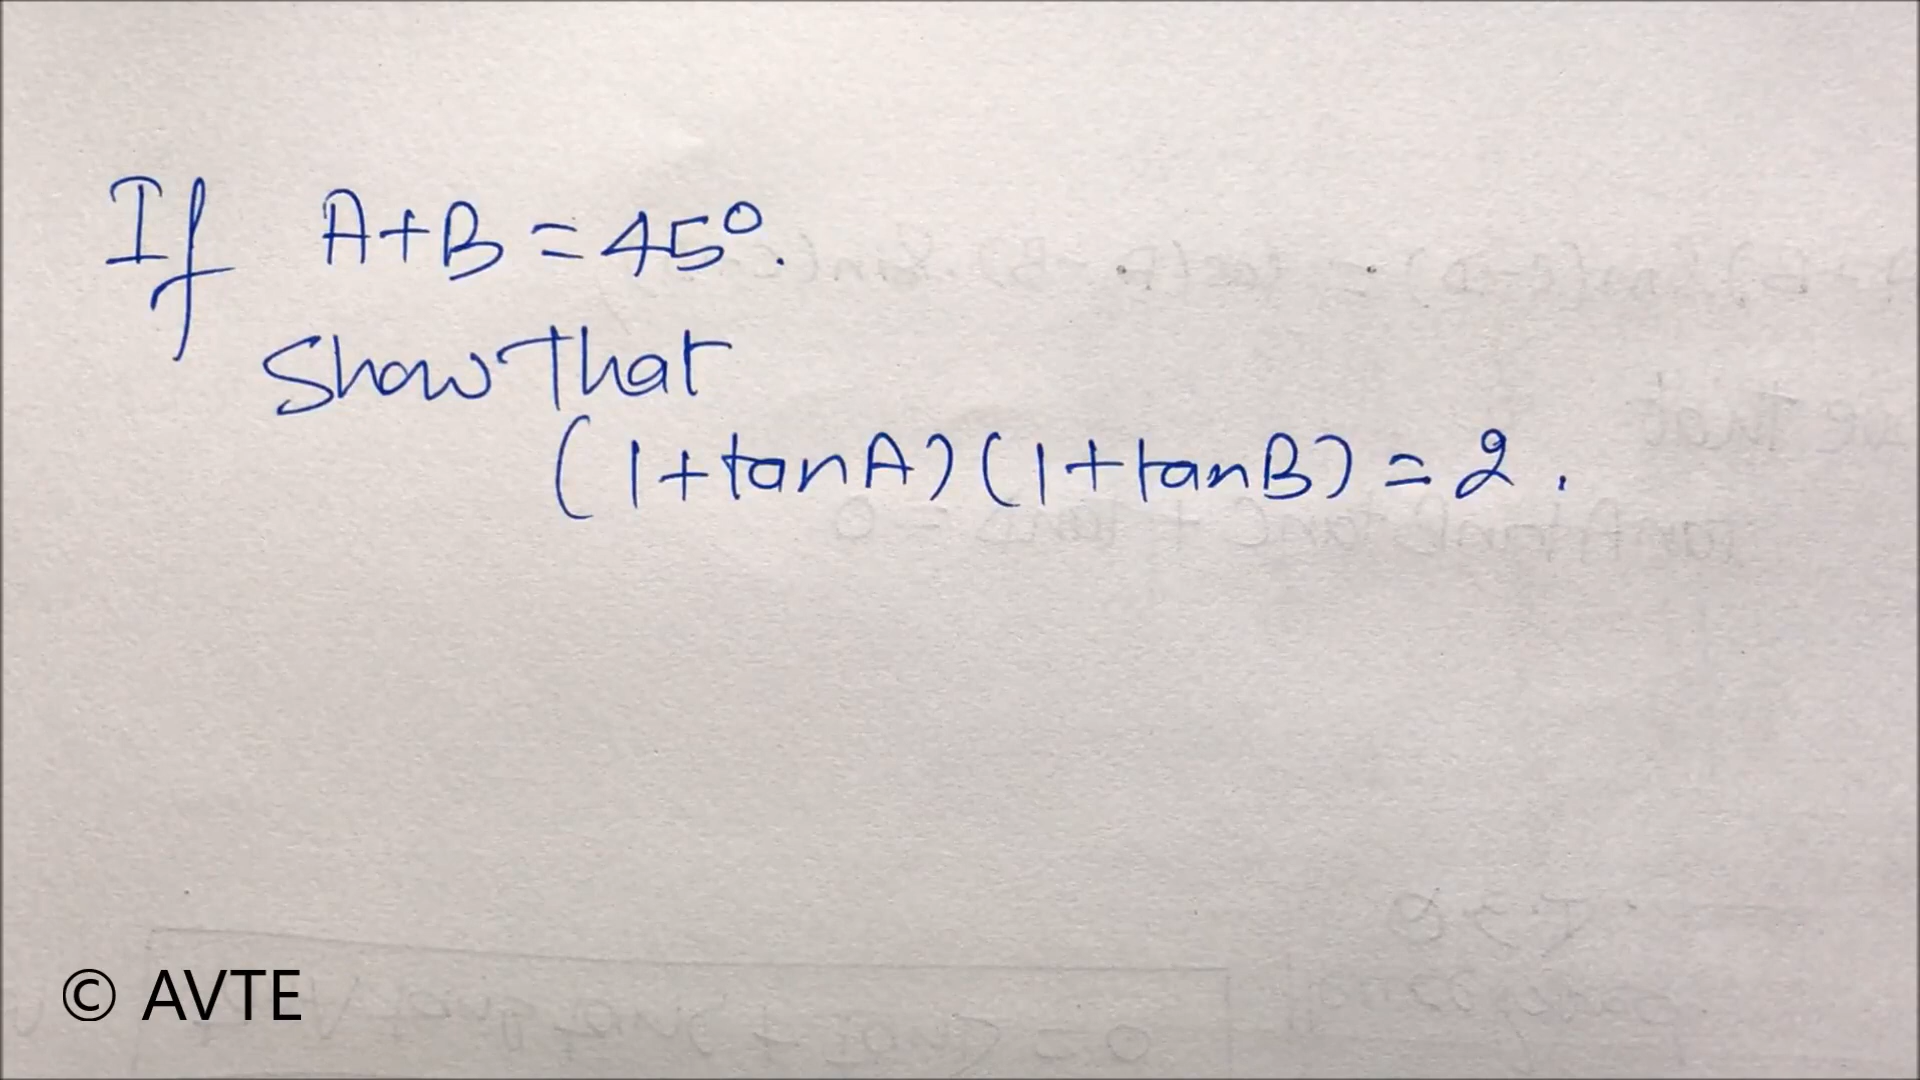 If A+B = 45°.
Show That
(1+tanA)(1+tanB) = 2.
© AVTE